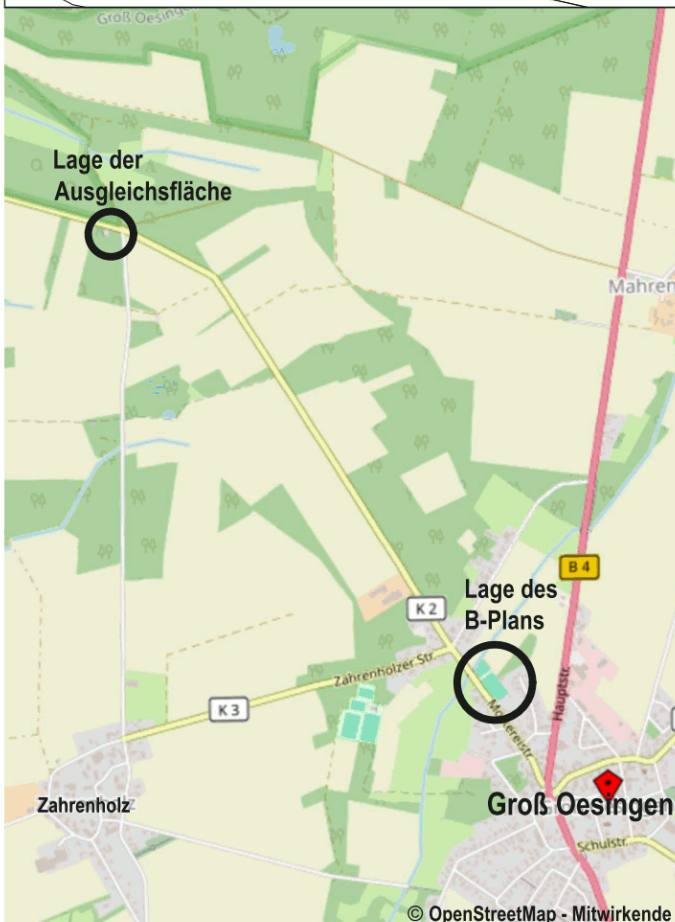 Groß Oesing
Lage der
Ausgleichsfläche
Mahren
B 4
Lage des
B-Plans
K 2
Zahrenholzer Str.
Hauptstr.
K 3
Molkereistr.
Zahrenholz
Groß Oesingen
Schulstr.
© OpenStreetMap - Mitwirkende